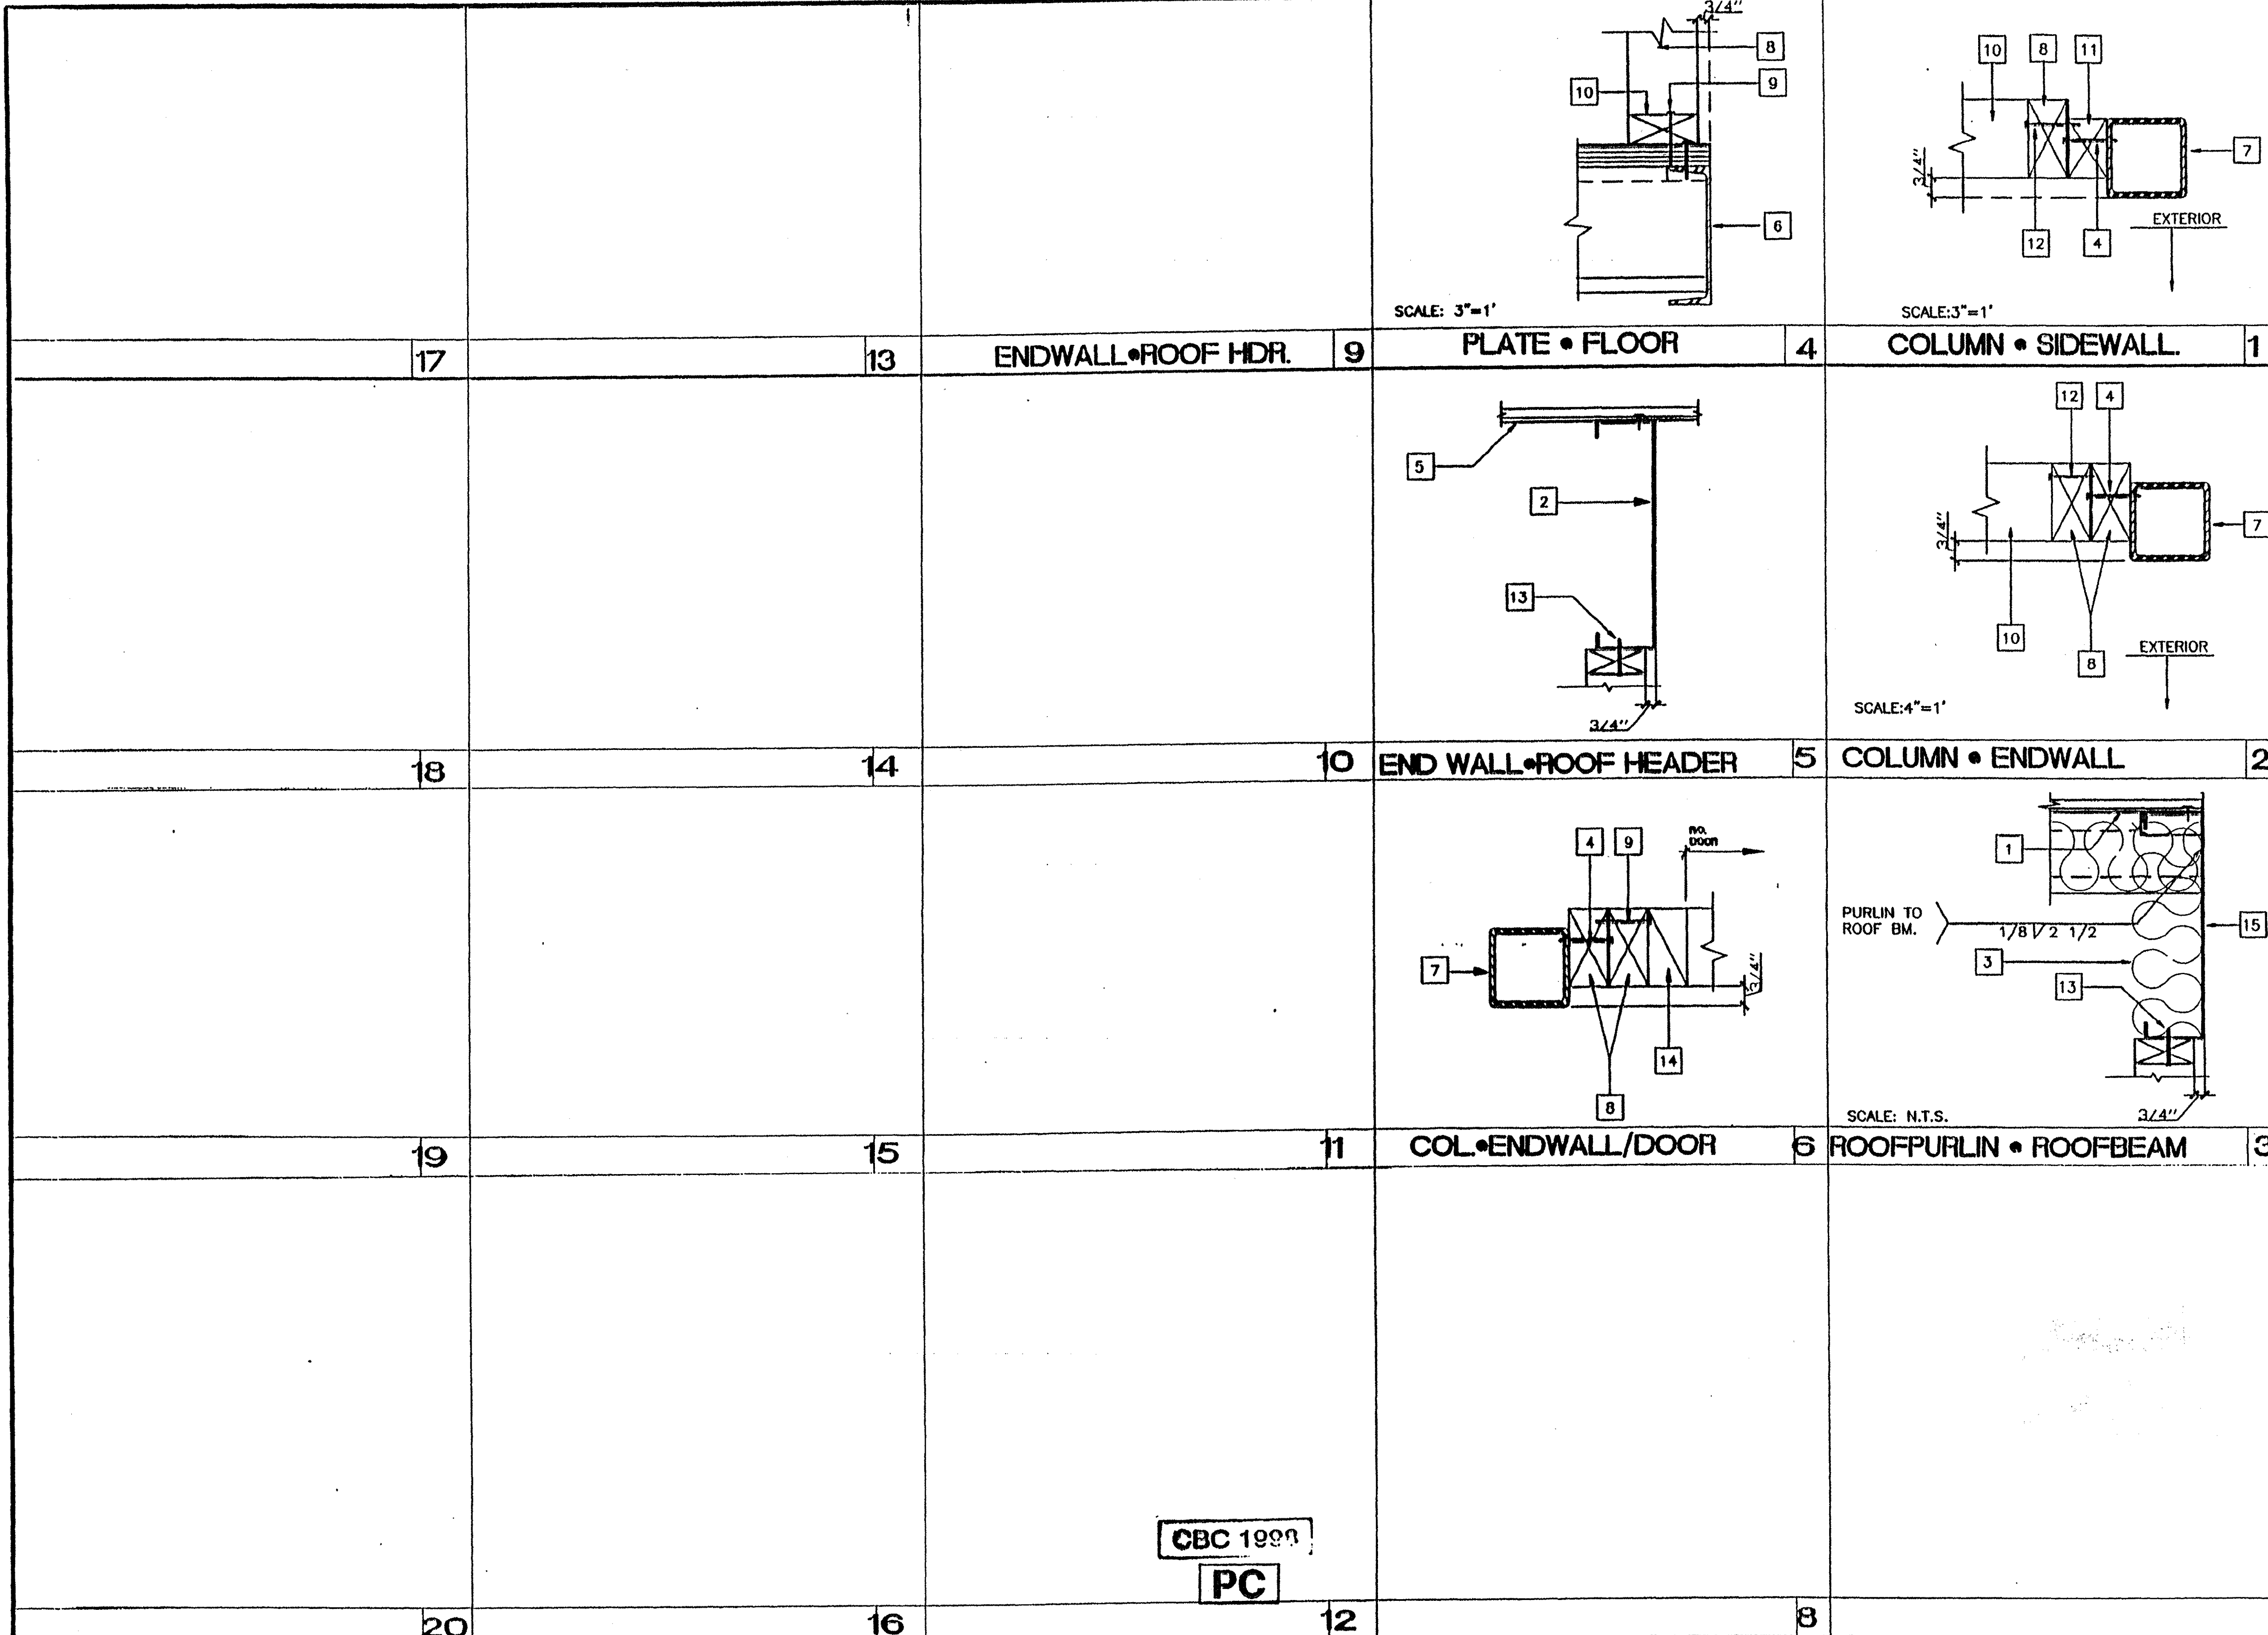 3/4"
8
9
10
6
SCALE: 3"=1'
10
8
11
7
3/4"
12
4
EXTERIOR
SCALE:3"=1'
17
13
ENDWALL•ROOF HDR.
9
PLATE • FLOOR
4
COLUMN • SIDEWALL.
1
5
2
13
3/4"
12
4
7
3/4"
10
8
EXTERIOR
SCALE:4"=1'
18
14
10
END WALL•ROOF HEADER
5
COLUMN • ENDWALL
2
4
9
RO.
DOOR
7
3/4"
14
8
1
PURLIN TO
ROOF BM.
1/8 V 2 1/2
15
3
13
SCALE: N.T.S.
3/4"
19
15
11
COL.•ENDWALL/DOOR
6
ROOFPURLIN • ROOFBEAM
3
CBC 1998
PC
20
16
12
8